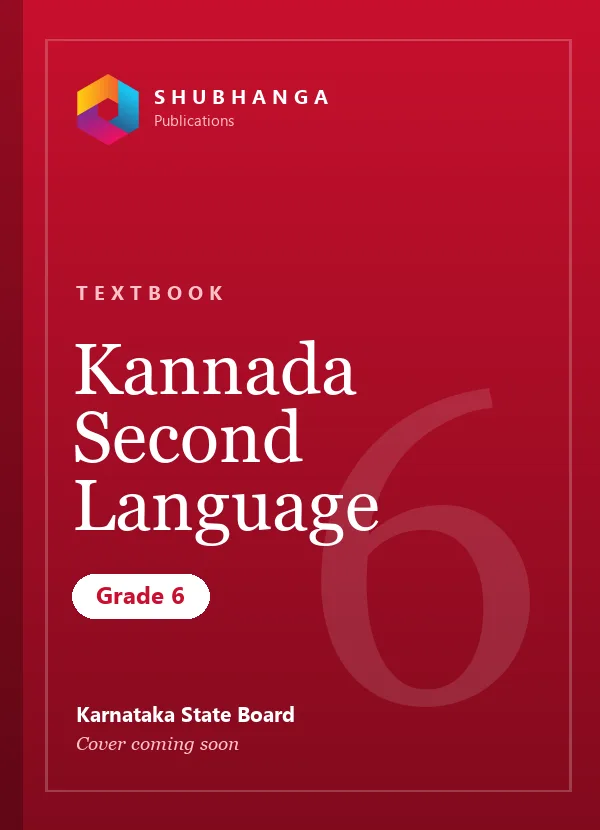 SHUBHANGA
Publications
TEXTBOOK
Kannada
Second
Language
6
Grade 6
Karnataka State Board
Cover coming soon